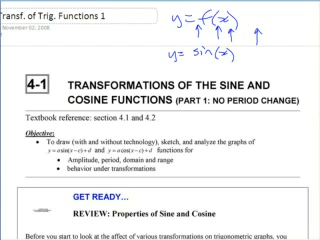 Transf. of Trig. Functions 1
November 02, 2008
y = f(x)
y = sin(x)
4-1 TRANSFORMATIONS OF THE SINE AND
COSINE FUNCTIONS (PART 1: NO PERIOD CHANGE)
Textbook reference: section 4.1 and 4.2
Objective:
• To draw (with and without technology), sketch, and analyze the graphs of
y = a sin(x − c) + d and y = a cos(x − c) + d functions for
• Amplitude, period, domain and range
• behavior under transformations
GET READY…
REVIEW: Properties of Sine and Cosine
Before you start to look at the affect of various transformations on trigonometric graphs, you